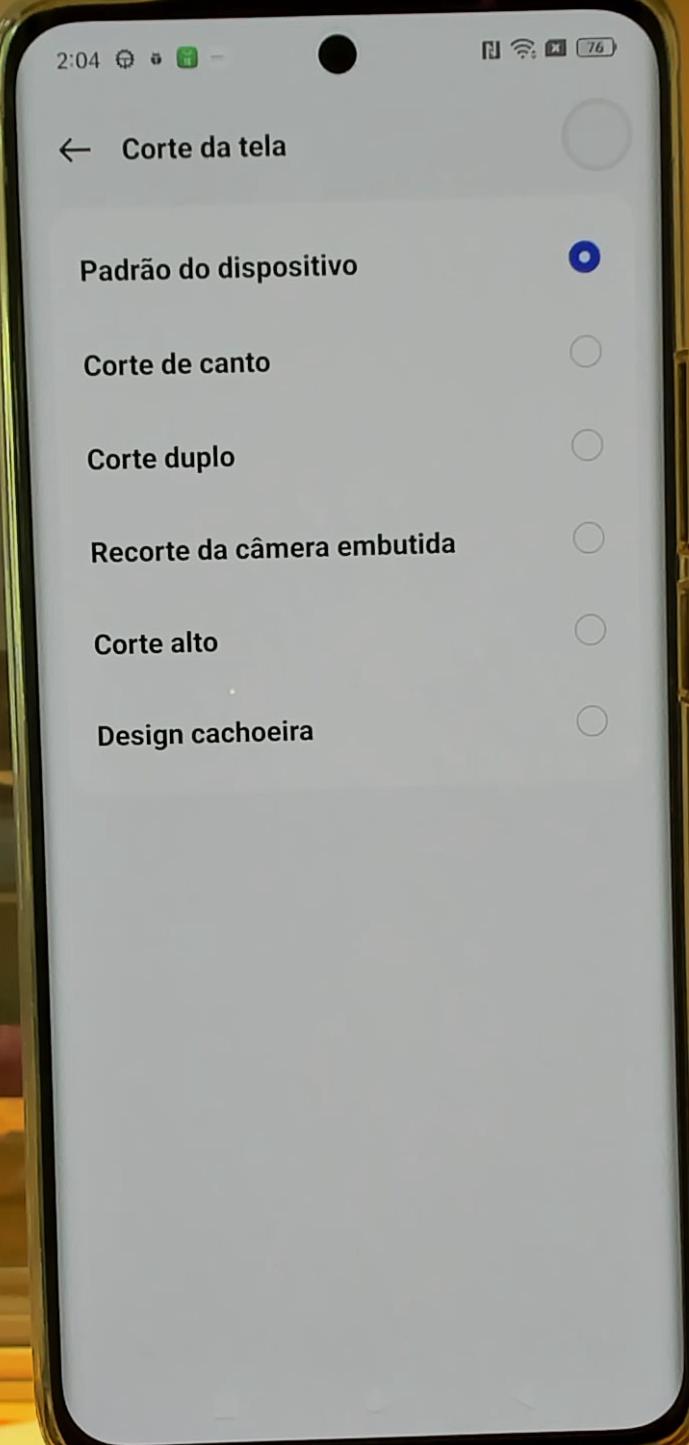 2:04
76
Corte da tela
Padrão do dispositivo
Corte de canto
Corte duplo
Recorte da câmera embutida
Corte alto
Design cachoeira